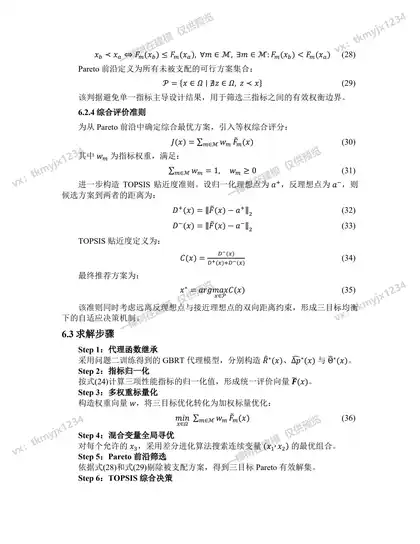 x_b ≺ x_a ⇔ F̃_m(x_b) ≤ F̃_m(x_a), ∀m ∈ ℳ, ∃m ∈ ℳ: F̃_m(x_b) < F̃_m(x_a) (28)
Pareto 前沿定义为所有未被支配的可行方案集合：
𝒫 = {x ∈ Ω ∣ ∄z ∈ Ω, z ≺ x} (29)
该判据避免单一指标主导设计结果，用于筛选三指标之间的有效权衡边界。
6.2.4 综合评价准则
为从 Pareto 前沿中确定综合最优方案，引入等权综合评分：
J(x) = ∑_{m∈ℳ} w_m F̃_m(x) (30)
其中 w_m 为指标权重，满足：
∑_{m∈ℳ} w_m = 1, w_m ≥ 0 (31)
进一步构造 TOPSIS 贴近度准则。设归一化理想点为 a⁺，反理想点为 a⁻，则
候选方案到两者的距离为：
D⁺(x) = ‖F̃(x) − a⁺‖₂ (32)
D⁻(x) = ‖F̃(x) − a⁻‖₂ (33)
TOPSIS 贴近度定义为：
C(x) = D⁻(x) / (D⁺(x)+D⁻(x)) (34)
最终推荐方案为：
x* = argmax_{x∈𝒫} C(x) (35)
该准则同时考虑远离反理想点与接近理想点的双向距离约束，形成三目标均衡
下的自适应决策机制。
6.3 求解步骤
Step 1：代理函数继承
采用问题二训练得到的 GBRT 代理模型，分别构造 R̂*(x)、Δ̂p*(x) 与 θ̂*(x)。
Step 2：指标归一化
按式(24)计算三项性能指标的归一化值，形成统一评价向量 F̃(x)。
Step 3：多权重标量化
构造权重向量 w，将三目标优化转化为加权标量优化：
min_{x∈Ω} ∑_{m∈ℳ} w_m F̃_m(x) (36)
Step 4：混合变量全局寻优
对每个允许的 x₃，采用差分进化算法搜索连续变量 (x₁, x₂) 的最优组合。
Step 5：Pareto 前沿筛选
依据式(28)和式(29)剔除被支配方案，得到三目标 Pareto 有效解集。
Step 6：TOPSIS 综合决策
vx: tkmyjx1234
vx: tkmyjx1234
vx: tkmyjx1234
vx: tkmyjx1234